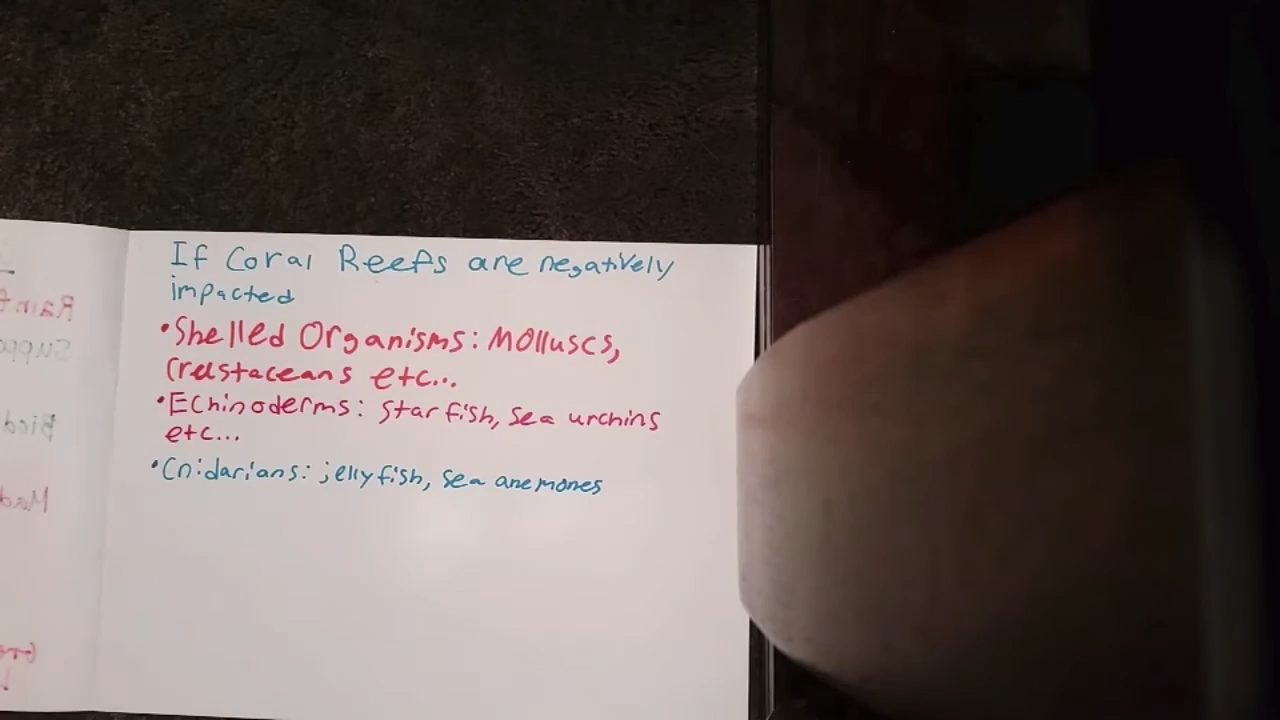 If Coral Reefs are negatively
impacted
•Shelled Organisms: Molluscs,
Crustaceans etc...
•Echinoderms: starfish, sea urchins
etc...
•Cnidarians: jellyfish, sea anemones